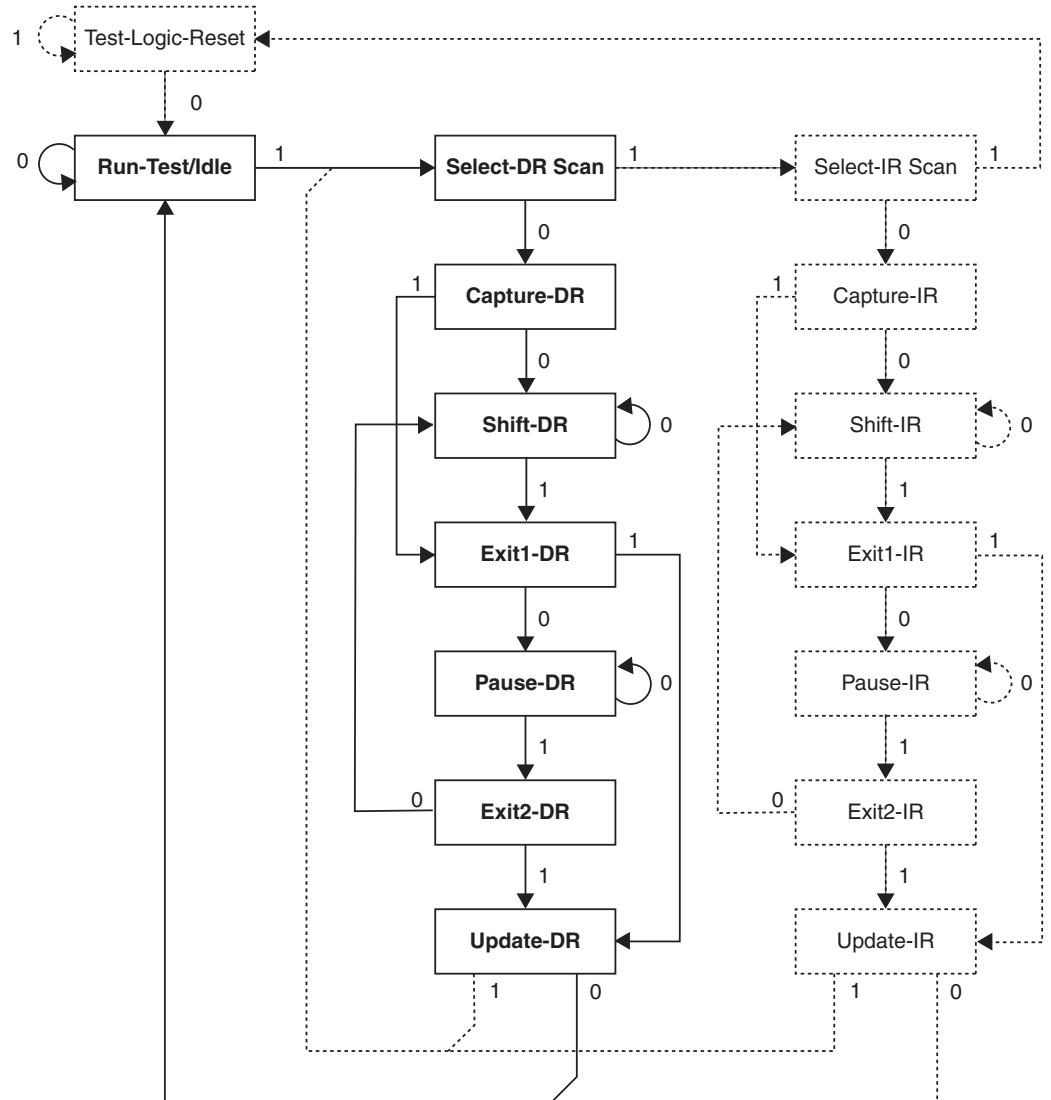 1
Test-Logic-Reset
0
0
Run-Test/Idle
1
Select-DR Scan
1
Select-IR Scan
1
0
0
1
Capture-DR
1
Capture-IR
0
0
Shift-DR
0
Shift-IR
0
1
1
Exit1-DR
1
Exit1-IR
1
0
0
Pause-DR
0
Pause-IR
0
1
1
0
Exit2-DR
0
Exit2-IR
1
1
Update-DR
Update-IR
1
0
1
0